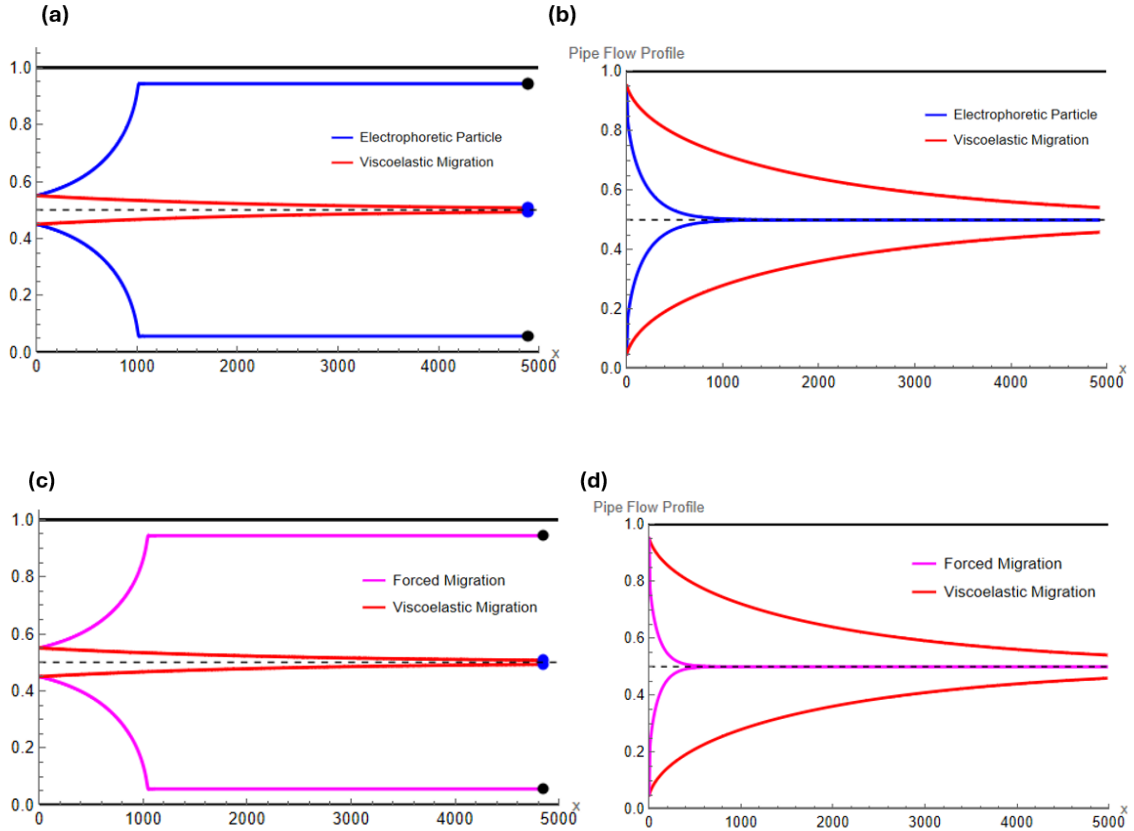 (a)
1.0
0.8
0.6
0.4
0.2
0.0
0 1000 2000 3000 4000 5000 x
Electrophoretic Particle
Viscoelastic Migration
(b)
Pipe Flow Profile
1.0
0.8
0.6
0.4
0.2
0.0
0 1000 2000 3000 4000 5000 x
Electrophoretic Particle
Viscoelastic Migration
(c)
1.0
0.8
0.6
0.4
0.2
0.0
0 1000 2000 3000 4000 5000 x
Forced Migration
Viscoelastic Migration
(d)
Pipe Flow Profile
1.0
0.8
0.6
0.4
0.2
0.0
0 1000 2000 3000 4000 5000 x
Forced Migration
Viscoelastic Migration